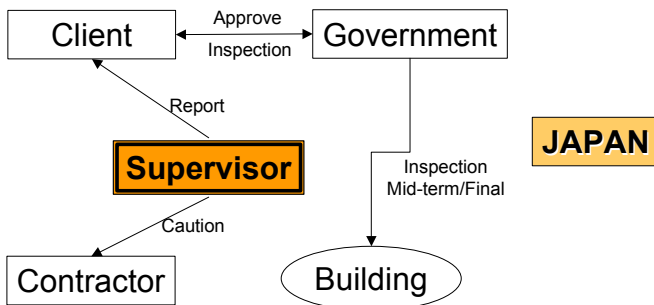 Approve
Client
Government
Inspection
Report
Supervisor
JAPAN
Inspection
Mid-term/Final
Caution
Contractor
Building